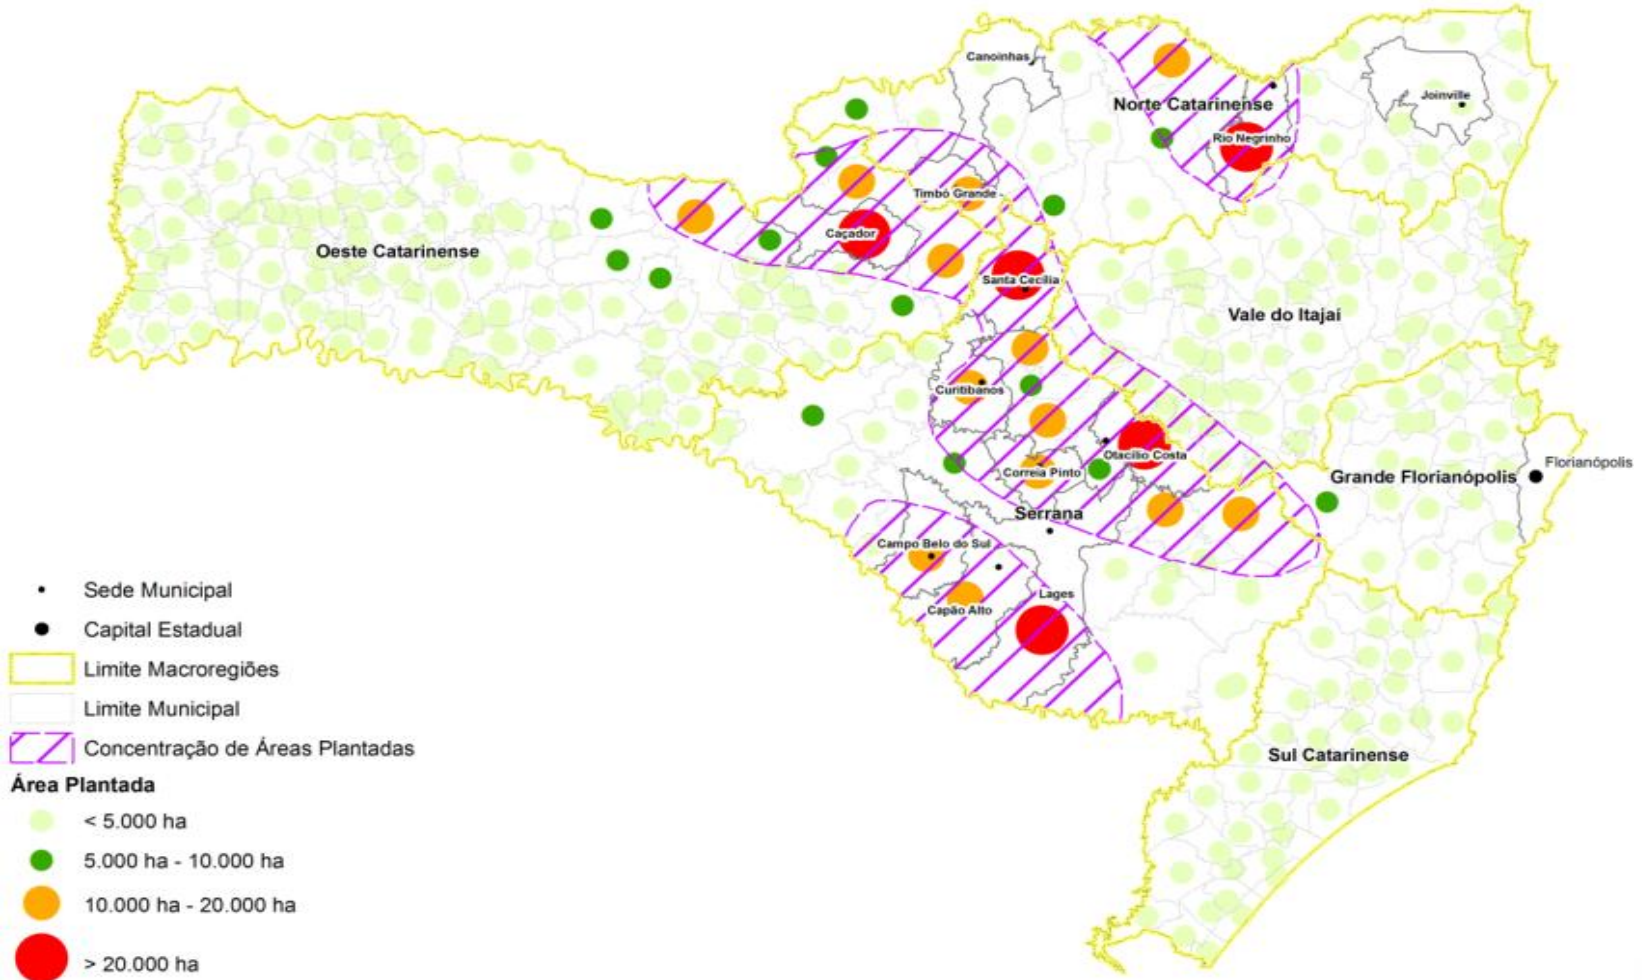 Canoinhas
Joinville
Norte Catarinense
Rio Negrinho
Timbó Grande
Caçador
Oeste Catarinense
Santa Cecília
Vale do Itajaí
Curitibanos
Otacílio Costa
Correia Pinto
Grande Florianópolis
Florianópolis
Serrana
Campo Belo do Sul
Lages
Capão Alto
Sul Catarinense
Sede Municipal
Capital Estadual
Limite Macroregiões
Limite Municipal
Concentração de Áreas Plantadas
Área Plantada
< 5.000 ha
5.000 ha - 10.000 ha
10.000 ha - 20.000 ha
> 20.000 ha